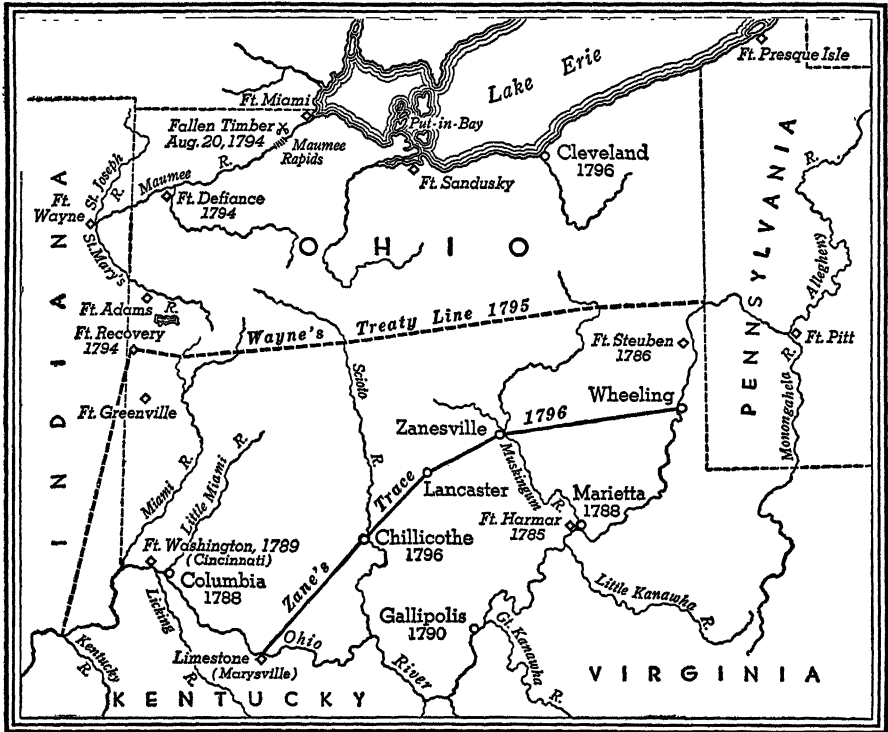 Lake Erie
Ft. Presque Isle
Ft. Miami
Put-in-Bay
Fallen Timber
Aug. 20, 1794
Maumee
Rapids
Cleveland
1796
Ft. Sandusky
St. Joseph
R.
Maumee R.
Ft.
Wayne
Ft. Defiance
1794
St. Mary's
R.
OHIO
INDIANA
PENNSYLVANIA
Allegheny
R.
Ft. Adams
Ft. Recovery
1794
Wayne's Treaty Line 1795
Ft. Steuben
1786
Ft. Pitt
Monongahela R.
Scioto
R.
Ft. Greenville
Wheeling
1796
Zanesville
Zane's Trace
Lancaster
Muskingum
R.
Marietta
1788
Ft. Harmar
1785
Miami R.
Little Miami R.
Chillicothe
1796
Ft. Washington, 1789
(Cincinnati)
Columbia
1788
Licking
R.
Little Kanawha R.
Gallipolis
1790
Gt. Kanawha
R.
Ohio
River
Limestone
(Marysville)
Kentucky
R.
KENTUCKY
VIRGINIA